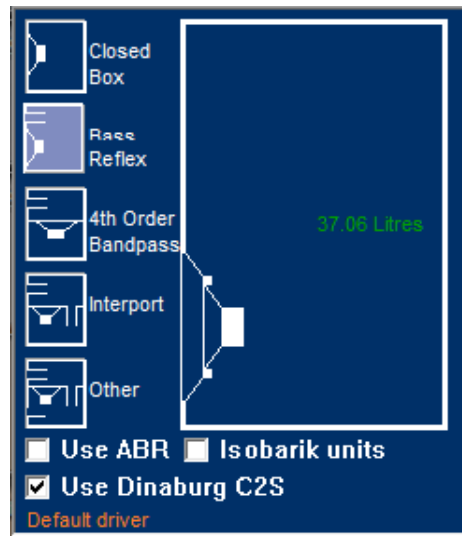 Closed
Box
Bass
Reflex
4th Order
Bandpass
37.06 Litres
Interport
Other
Use ABR
Isobarik units
Use Dinaburg C2S
Default driver